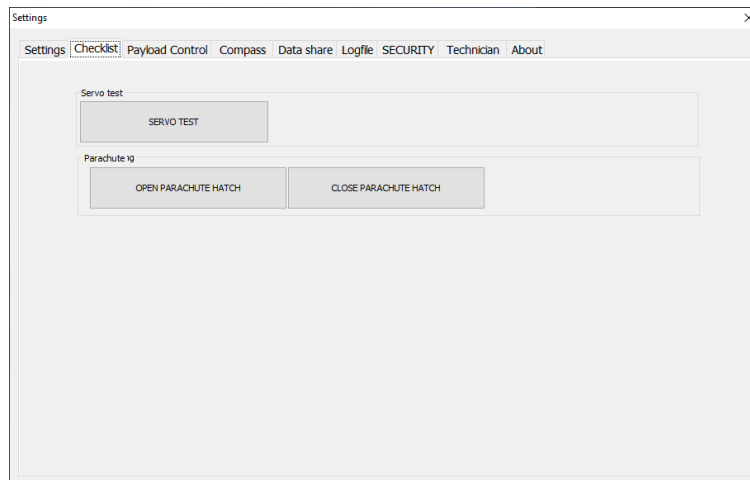 Settings
Settings Checklist Payload Control Compass Data share Logfile SECURITY Technician About
Servo test
SERVO TEST
Parachute
OPEN PARACHUTE HATCH CLOSE PARACHUTE HATCH